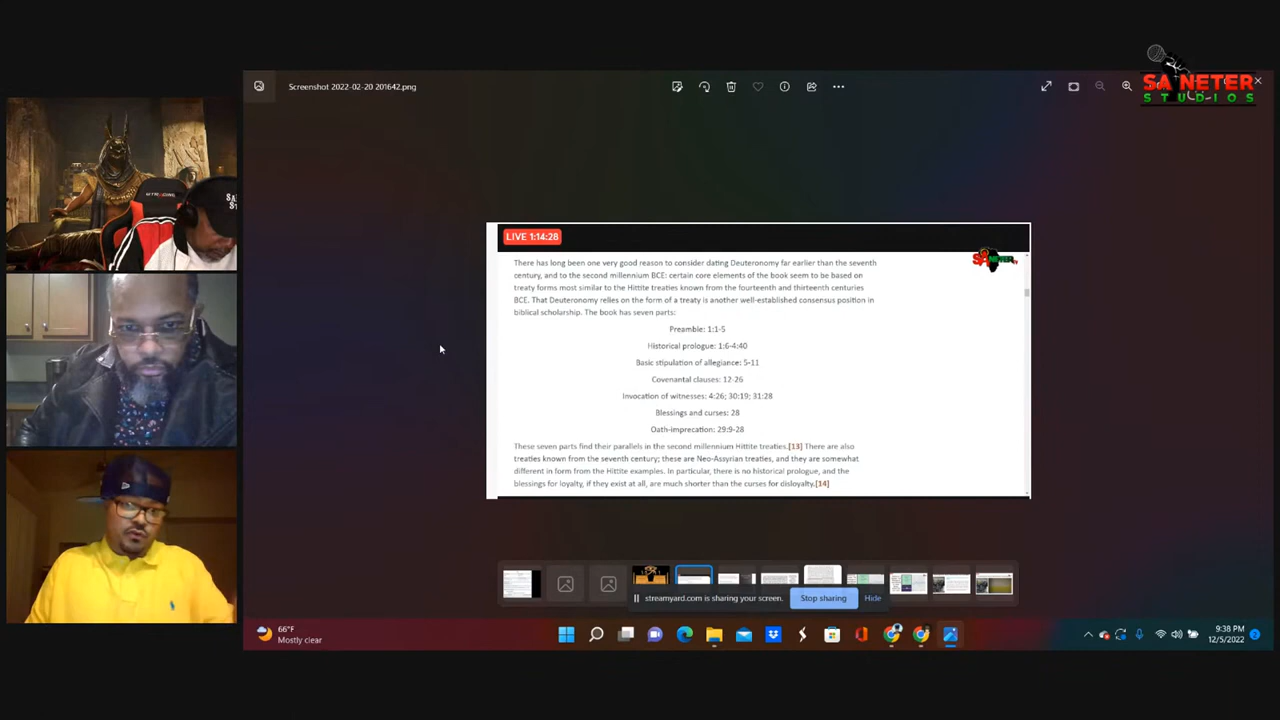 SA NETER
STUDIOS
Screenshot 2022-02-20 201642.png
LIVE 1:14:28
SANETER
There has long been one very good reason to consider dating Deuteronomy far earlier than the seventh
century, and to the second millennium BCE: certain core elements of the book seem to be based on
treaty forms most similar to the Hittite treaties known from the fourteenth and thirteenth centuries
BCE. That Deuteronomy relies on the form of a treaty is another well-established consensus position in
biblical scholarship. The book has seven parts:
Preamble: 1:1-5
Historical prologue: 1:6-4:40
Basic stipulation of allegiance: 5-11
Covenantal clauses: 12-26
Invocation of witnesses: 4:26; 30:19; 31:28
Blessings and curses: 28
Oath-imprecation: 29:9-28
These seven parts find their parallels in the second millennium Hittite treaties.[13] There are also
treaties known from the seventh century; these are Neo-Assyrian treaties, and they are somewhat
different in form from the Hittite examples. In particular, there is no historical prologue, and the
blessings for loyalty, if they exist at all, are much shorter than the curses for disloyalty.[14]
streamyard.com is sharing your screen.
Stop sharing
Hide
66°F
Mostly clear
9:38 PM
12/5/2022
2